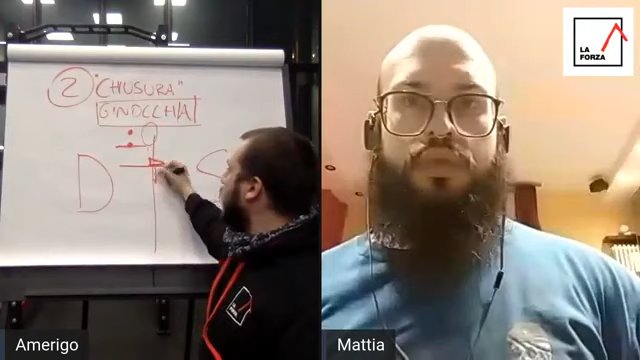 2 "CHIUSURA"
GINOCCHIA
D S
LA
FORZA
Amerigo
Mattia